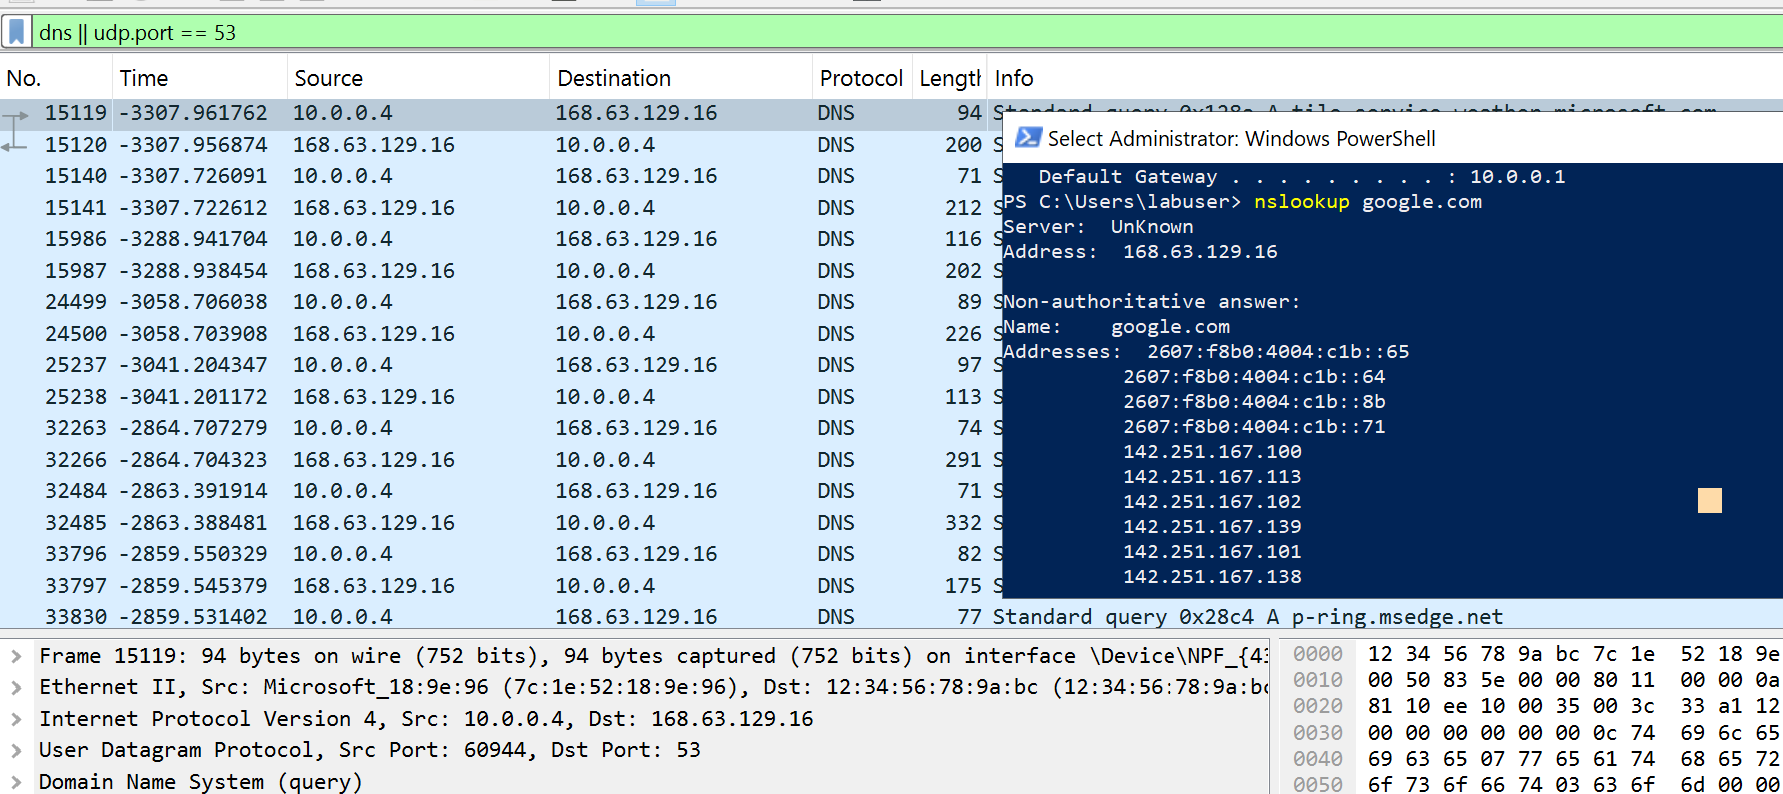 dns || udp.port == 53
No. Time Source Destination Protocol Length Info
15119 -3307.961762 10.0.0.4 168.63.129.16 DNS 94 Standard query 0x128e A tile-service.weather.microsoft.com
15120 -3307.956874 168.63.129.16 10.0.0.4 DNS 200 S
15140 -3307.726091 10.0.0.4 168.63.129.16 DNS 71 S
15141 -3307.722612 168.63.129.16 10.0.0.4 DNS 212 S
15986 -3288.941704 10.0.0.4 168.63.129.16 DNS 116 S
15987 -3288.938454 168.63.129.16 10.0.0.4 DNS 202 S
24499 -3058.706038 10.0.0.4 168.63.129.16 DNS 89 S
24500 -3058.703908 168.63.129.16 10.0.0.4 DNS 226 S
25237 -3041.204347 10.0.0.4 168.63.129.16 DNS 97 S
25238 -3041.201172 168.63.129.16 10.0.0.4 DNS 113 S
32263 -2864.707279 10.0.0.4 168.63.129.16 DNS 74 S
32266 -2864.704323 168.63.129.16 10.0.0.4 DNS 291 S
32484 -2863.391914 10.0.0.4 168.63.129.16 DNS 71 S
32485 -2863.388481 168.63.129.16 10.0.0.4 DNS 332 S
33796 -2859.550329 10.0.0.4 168.63.129.16 DNS 82 S
33797 -2859.545379 168.63.129.16 10.0.0.4 DNS 175 S
33830 -2859.531402 10.0.0.4 168.63.129.16 DNS 77 Standard query 0x28c4 A p-ring.msedge.net
Select Administrator: Windows PowerShell
Default Gateway . . . . . . . . . : 10.0.0.1
PS C:\Users\labuser> nslookup google.com
Server: UnKnown
Address: 168.63.129.16
Non-authoritative answer:
Name: google.com
Addresses: 2607:f8b0:4004:c1b::65
2607:f8b0:4004:c1b::64
2607:f8b0:4004:c1b::8b
2607:f8b0:4004:c1b::71
142.251.167.100
142.251.167.113
142.251.167.102
142.251.167.139
142.251.167.101
142.251.167.138
Frame 15119: 94 bytes on wire (752 bits), 94 bytes captured (752 bits) on interface \Device\NPF_{43
Ethernet II, Src: Microsoft_18:9e:96 (7c:1e:52:18:9e:96), Dst: 12:34:56:78:9a:bc (12:34:56:78:9a:bc
Internet Protocol Version 4, Src: 10.0.0.4, Dst: 168.63.129.16
User Datagram Protocol, Src Port: 60944, Dst Port: 53
Domain Name System (query)
0000 12 34 56 78 9a bc 7c 1e 52 18 9e
0010 00 50 83 5e 00 00 80 11 00 00 0a
0020 81 10 ee 10 00 35 00 3c 33 a1 12
0030 00 00 00 00 00 00 0c 74 69 6c 65
0040 69 63 65 07 77 65 61 74 68 65 72
0050 6f 73 6f 66 74 03 63 6f 6d 00 00